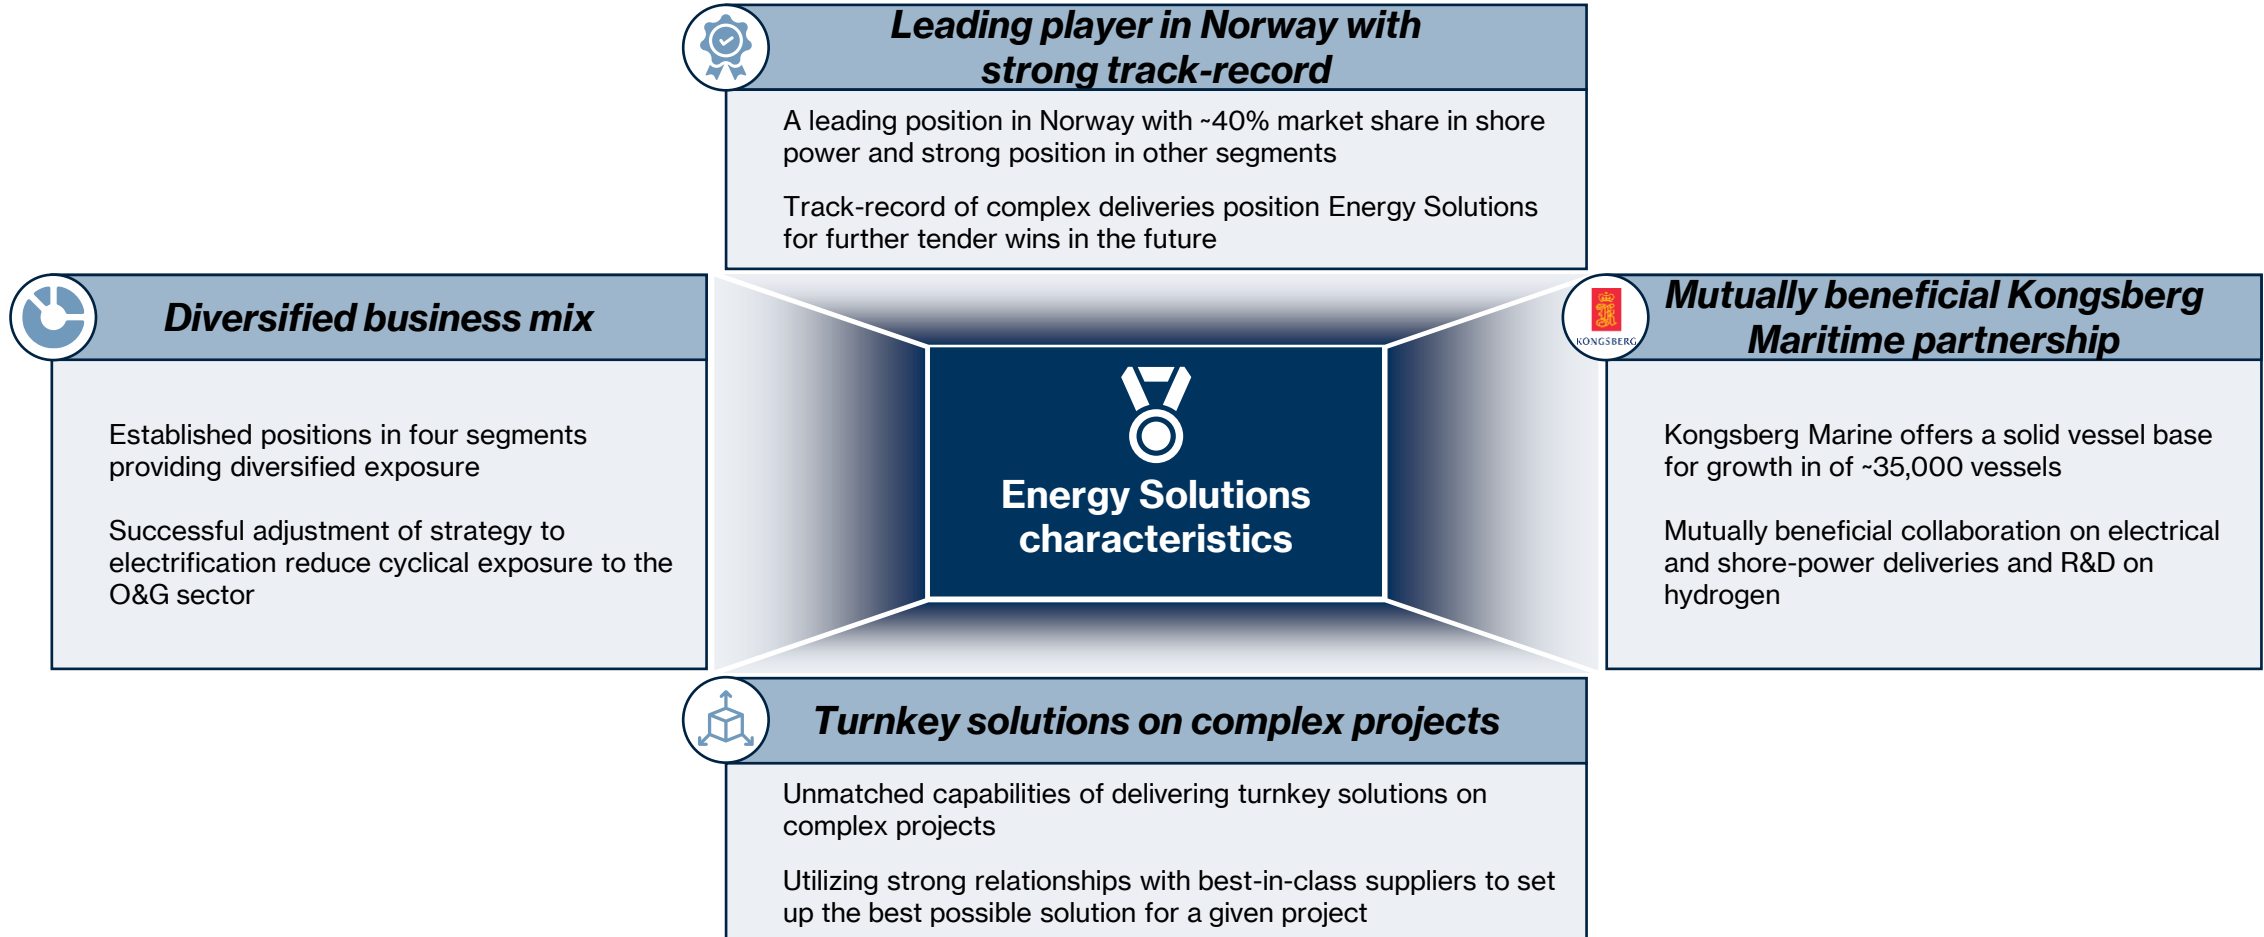 Leading player in Norway with
strong track-record
A leading position in Norway with ~40% market share in shore
power and strong position in other segments
Track-record of complex deliveries position Energy Solutions
for further tender wins in the future
Diversified business mix
Established positions in four segments
providing diversified exposure
Successful adjustment of strategy to
electrification reduce cyclical exposure to the
O&G sector
Energy Solutions
characteristics
KONGSBERG
Mutually beneficial Kongsberg
Maritime partnership
Kongsberg Marine offers a solid vessel base
for growth in of ~35,000 vessels
Mutually beneficial collaboration on electrical
and shore-power deliveries and R&D on
hydrogen
Turnkey solutions on complex projects
Unmatched capabilities of delivering turnkey solutions on
complex projects
Utilizing strong relationships with best-in-class suppliers to set
up the best possible solution for a given project